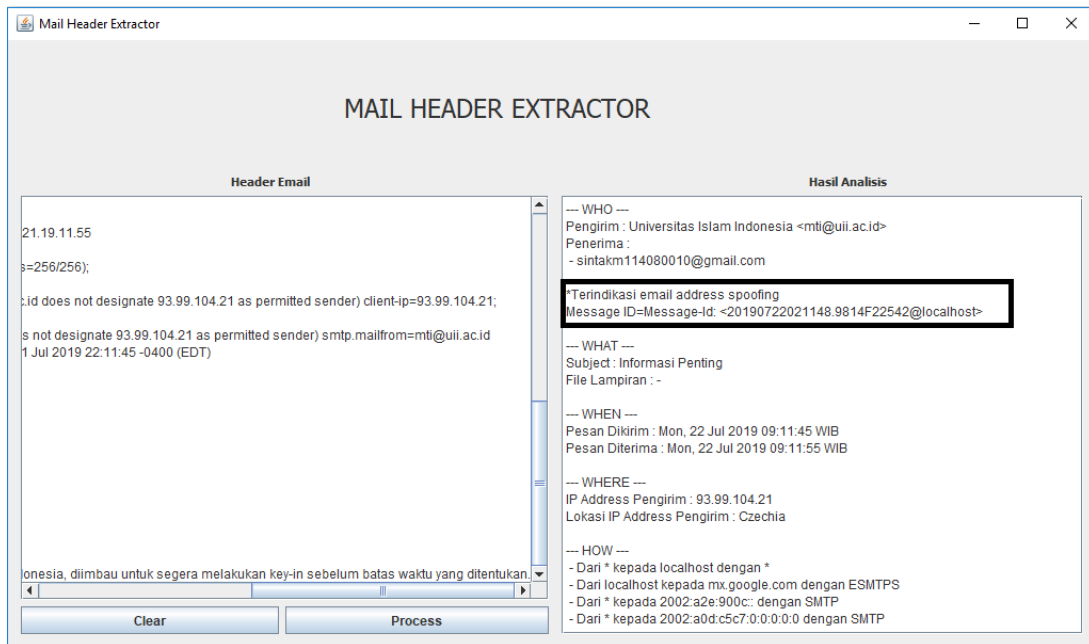 Mail Header Extractor
MAIL HEADER EXTRACTOR
Header Email
21.19.11.55
s=256/256);
c.id does not designate 93.99.104.21 as permitted sender) client-ip=93.99.104.21;
s not designate 93.99.104.21 as permitted sender) smtp.mailfrom=mti@uii.ac.id
1 Jul 2019 22:11:45 -0400 (EDT)
lonesia, diimbau untuk segera melakukan key-in sebelum batas waktu yang ditentukan.
Clear
Process
Hasil Analisis
--- WHO ---
Pengirim : Universitas Islam Indonesia <mti@uii.ac.id>
Penerima :
- sintakm114080010@gmail.com
*Terindikasi email address spoofing
Message ID=Message-Id: <20190722021148.9814F22542@localhost>
--- WHAT ---
Subject : Informasi Penting
File Lampiran : -
--- WHEN ---
Pesan Dikirim : Mon, 22 Jul 2019 09:11:45 WIB
Pesan Diterima : Mon, 22 Jul 2019 09:11:55 WIB
--- WHERE ---
IP Address Pengirim : 93.99.104.21
Lokasi IP Address Pengirim : Czechia
--- HOW ---
- Dari * kepada localhost dengan *
- Dari localhost kepada mx.google.com dengan ESMTPS
- Dari * kepada 2002:a2e:900c:: dengan SMTP
- Dari * kepada 2002:a0d:c5c7:0:0:0:0:0 dengan SMTP